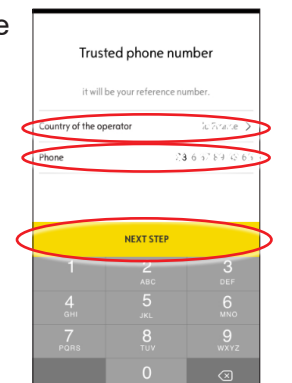 e
Trusted phone number
it will be your reference number.
Country of the operator >
Phone
NEXT STEP
1 2 3
ABC DEF
4 5 6
GHI JKL MNO
7 8 9
PQRS TUV WXYZ
0